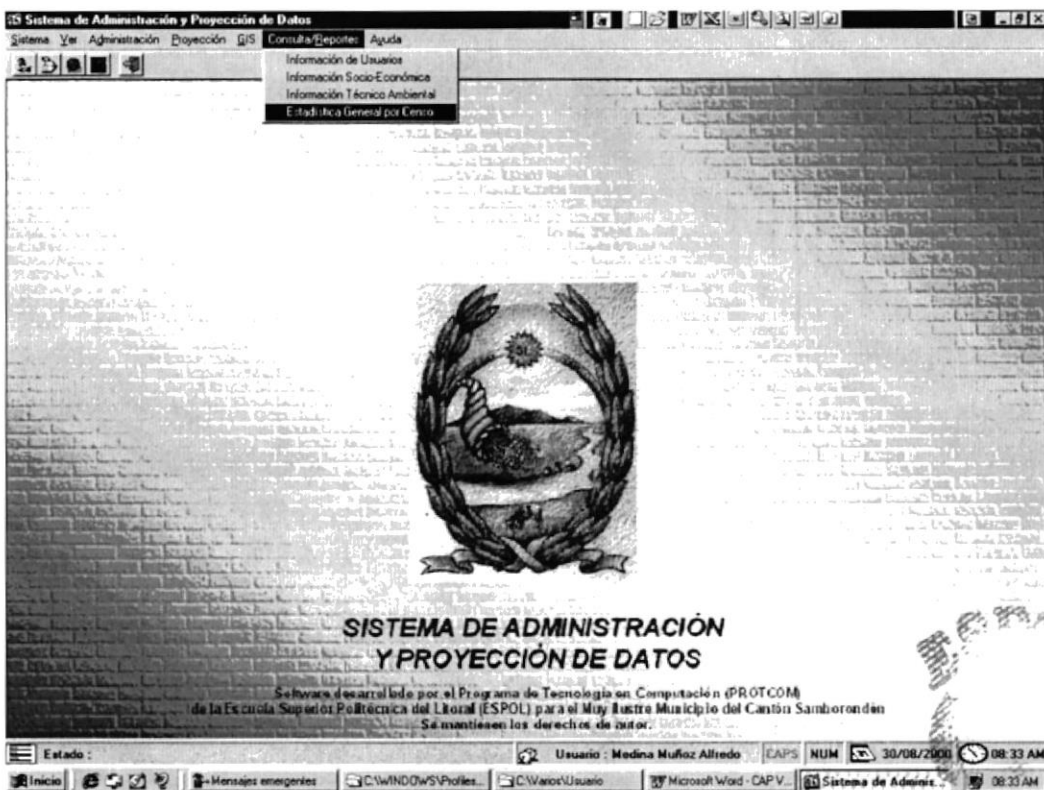 Sistema de Administración y Proyección de Datos
Sistema Ver Administración Proyección GIS Consulta/Reportes Ayuda
Información de Usuarios
Información Socio-Económica
Información Técnico Ambiental
Estadística General por Censo
SISTEMA DE ADMINISTRACIÓN
Y PROYECCIÓN DE DATOS
Software desarrollado por el Programa de Tecnología en Computación (PROTCOM)
de la Escuela Superior Politécnica del Litoral (ESPOL) para el Muy Ilustre Municipio del Cantón Samborondón
Se mantienen los derechos de autor.
Estado : Usuario : Medina Muñoz Alfredo CAPS NUM 30/08/2000 08:33 AM
Inicio Mensajes emergentes C:\WINDOWS\Profiles... C:\Varios\Usuario Microsoft Word - CAP V... Sistema de Adminis... 08:33 AM